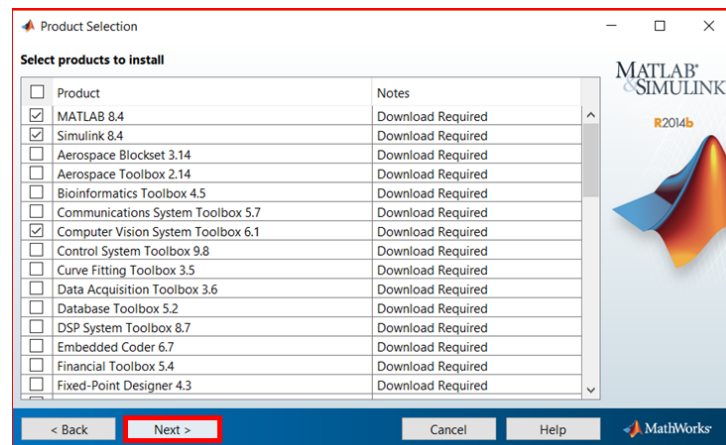 Product Selection
Select products to install
MATLAB®
&SIMULINK®
R2014b
Product Notes
MATLAB 8.4 Download Required
Simulink 8.4 Download Required
Aerospace Blockset 3.14 Download Required
Aerospace Toolbox 2.14 Download Required
Bioinformatics Toolbox 4.5 Download Required
Communications System Toolbox 5.7 Download Required
Computer Vision System Toolbox 6.1 Download Required
Control System Toolbox 9.8 Download Required
Curve Fitting Toolbox 3.5 Download Required
Data Acquisition Toolbox 3.6 Download Required
Database Toolbox 5.2 Download Required
DSP System Toolbox 8.7 Download Required
Embedded Coder 6.7 Download Required
Financial Toolbox 5.4 Download Required
Fixed-Point Designer 4.3 Download Required
< Back Next > Cancel Help MathWorks®